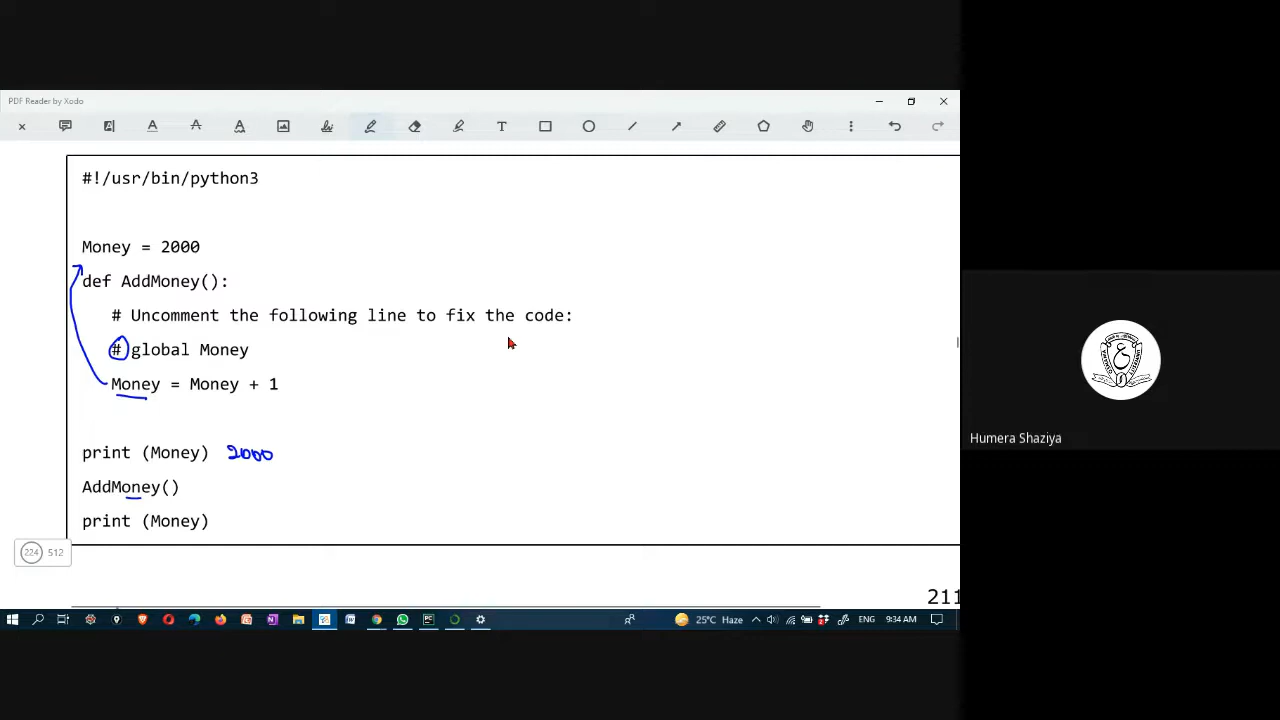 PDF Reader by Xodo
#!/usr/bin/python3
Money = 2000
def AddMoney():
# Uncomment the following line to fix the code:
# global Money
Money = Money + 1
print (Money) 2000
AddMoney()
print (Money)
224 512
211
Humera Shaziya
25°C Haze ENG 9:34 AM